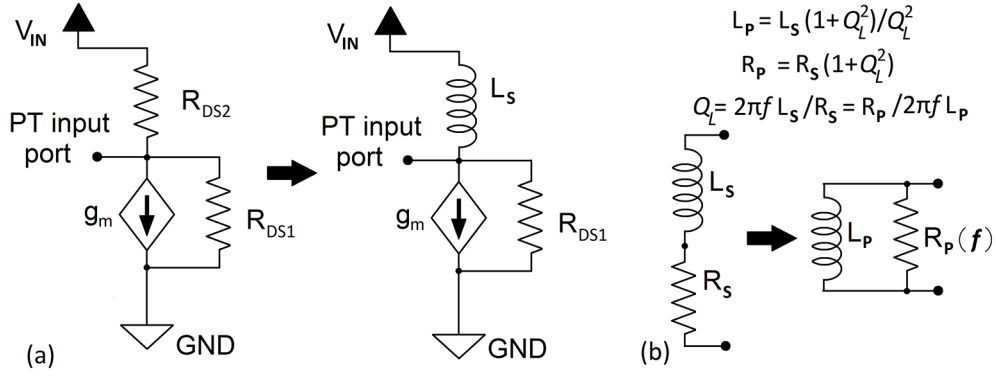 V_IN
R_DS2
PT input
port
g_m
R_DS1
GND
(a)
V_IN
L_S
PT input
port
g_m
R_DS1
GND
L_P = L_S (1+Q_L^2)/Q_L^2
R_P = R_S (1+Q_L^2)
Q_L = 2πf L_S /R_S = R_P /2πf L_P
L_S
R_S
L_P
R_P(f)
(b)